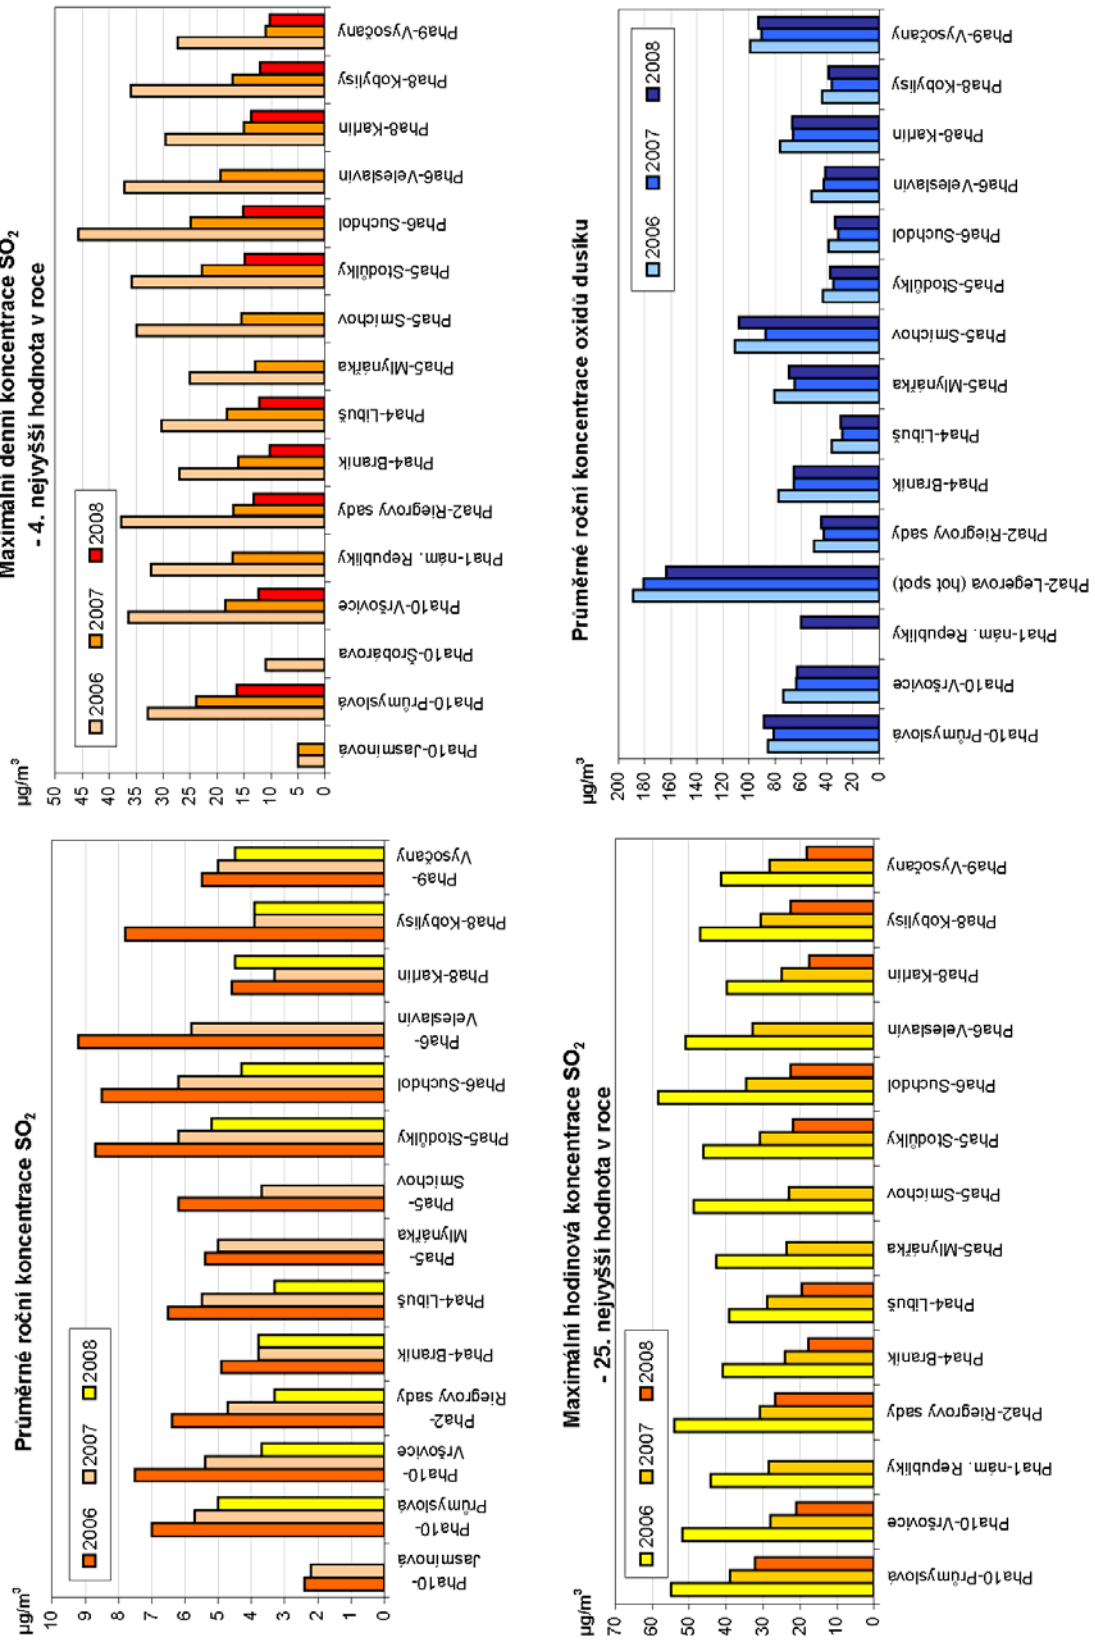 Průměrné roční koncentrace SO2
µg/m3
2006 2007 2008
10
9
8
7
6
5
4
3
2
1
0
Pha10-
Jasmínová
Pha10-
Průmyslová
Pha10-
Vršovice
Pha2-
Riegrovy sady
Pha4-Braník
Pha4-Libuš
Pha5-
Mlynářka
Pha5-
Smíchov
Pha5-Stodůlky
Pha6-Suchdol
Pha6-
Veleslavín
Pha8-Karlín
Pha8-Kobylisy
Pha9-
Vysočany
Maximální denní koncentrace SO2
- 4. nejvyšší hodnota v roce
µg/m3
2006 2007 2008
50
45
40
35
30
25
20
15
10
5
0
Pha10-Jasmínová
Pha10-Průmyslová
Pha10-Šrobárova
Pha10-Vršovice
Pha1-nám. Republiky
Pha2-Riegrovy sady
Pha4-Braník
Pha4-Libuš
Pha5-Mlynářka
Pha5-Smíchov
Pha5-Stodůlky
Pha6-Suchdol
Pha6-Veleslavín
Pha8-Karlín
Pha8-Kobylisy
Pha9-Vysočany
Maximální hodinová koncentrace SO2
- 25. nejvyšší hodnota v roce
µg/m3
2006 2007 2008
70
60
50
40
30
20
10
0
Pha10-Průmyslová
Pha10-Vršovice
Pha1-nám. Republiky
Pha2-Riegrovy sady
Pha4-Braník
Pha4-Libuš
Pha5-Mlynářka
Pha5-Smíchov
Pha5-Stodůlky
Pha6-Suchdol
Pha6-Veleslavín
Pha8-Karlín
Pha8-Kobylisy
Pha9-Vysočany
Průměrné roční koncentrace oxidů dusíku
µg/m3
2006 2007 2008
200
180
160
140
120
100
80
60
40
20
0
Pha10-Průmyslová
Pha10-Vršovice
Pha1-nám. Republiky
Pha2-Legerova (hot spot)
Pha2-Riegrovy sady
Pha4-Braník
Pha4-Libuš
Pha5-Mlynářka
Pha5-Smíchov
Pha5-Stodůlky
Pha6-Suchdol
Pha6-Veleslavín
Pha8-Karlín
Pha8-Kobylisy
Pha9-Vysočany